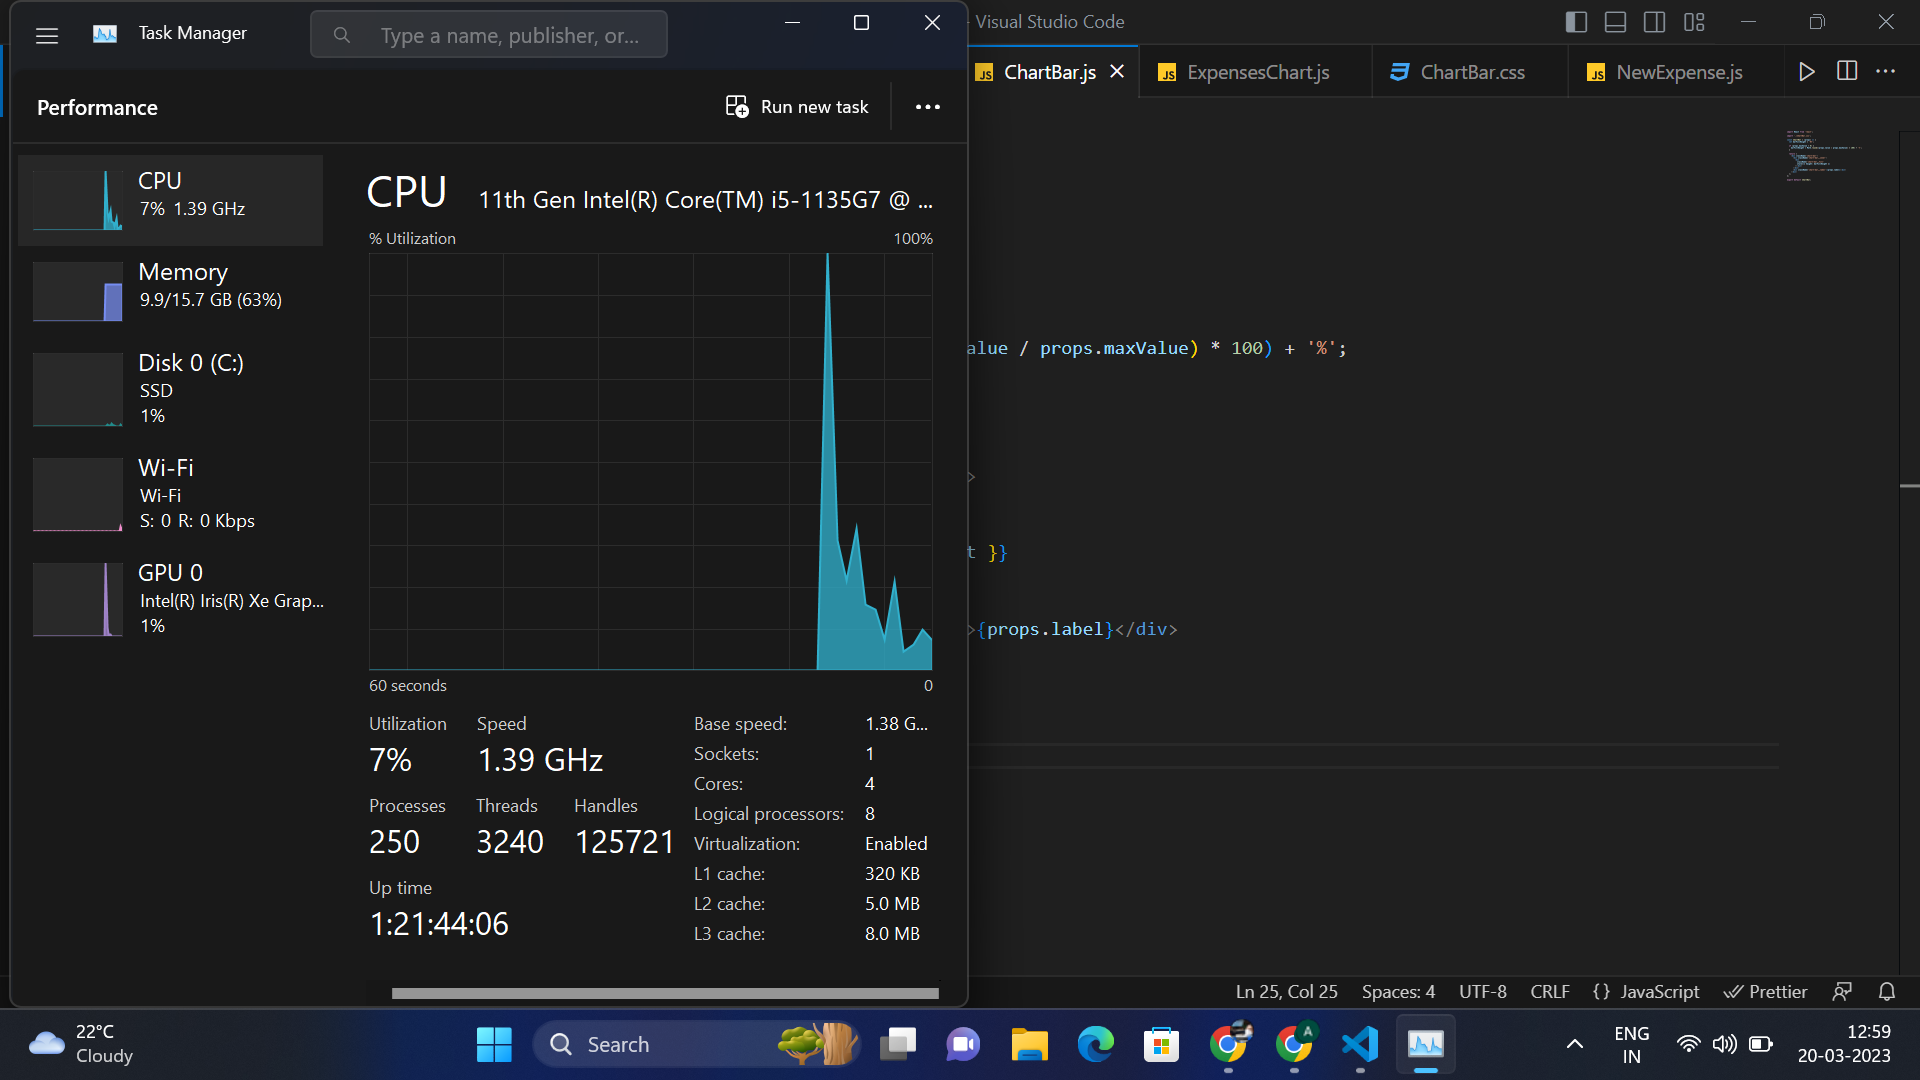 Task Manager
Type a name, publisher, or...
Performance
Run new task
CPU
7% 1.39 GHz
Memory
9.9/15.7 GB (63%)
Disk 0 (C:)
SSD
1%
Wi-Fi
Wi-Fi
S: 0 R: 0 Kbps
GPU 0
Intel(R) Iris(R) Xe Grap...
1%
CPU
11th Gen Intel(R) Core(TM) i5-1135G7 @ ...
% Utilization
100%
60 seconds
0
Utilization
7%
Speed
1.39 GHz
Processes
250
Threads
3240
Handles
125721
Up time
1:21:44:06
Base speed: 1.38 G...
Sockets: 1
Cores: 4
Logical processors: 8
Virtualization: Enabled
L1 cache: 320 KB
L2 cache: 5.0 MB
L3 cache: 8.0 MB
- Visual Studio Code
JS ChartBar.js
JS ExpensesChart.js
ChartBar.css
JS NewExpense.js
alue / props.maxValue) * 100) + '%';
>
t }}
>{props.label}</div>
Ln 25, Col 25
Spaces: 4
UTF-8
CRLF
{} JavaScript
Prettier
22°C
Cloudy
Search
A
ENG
IN
12:59
20-03-2023